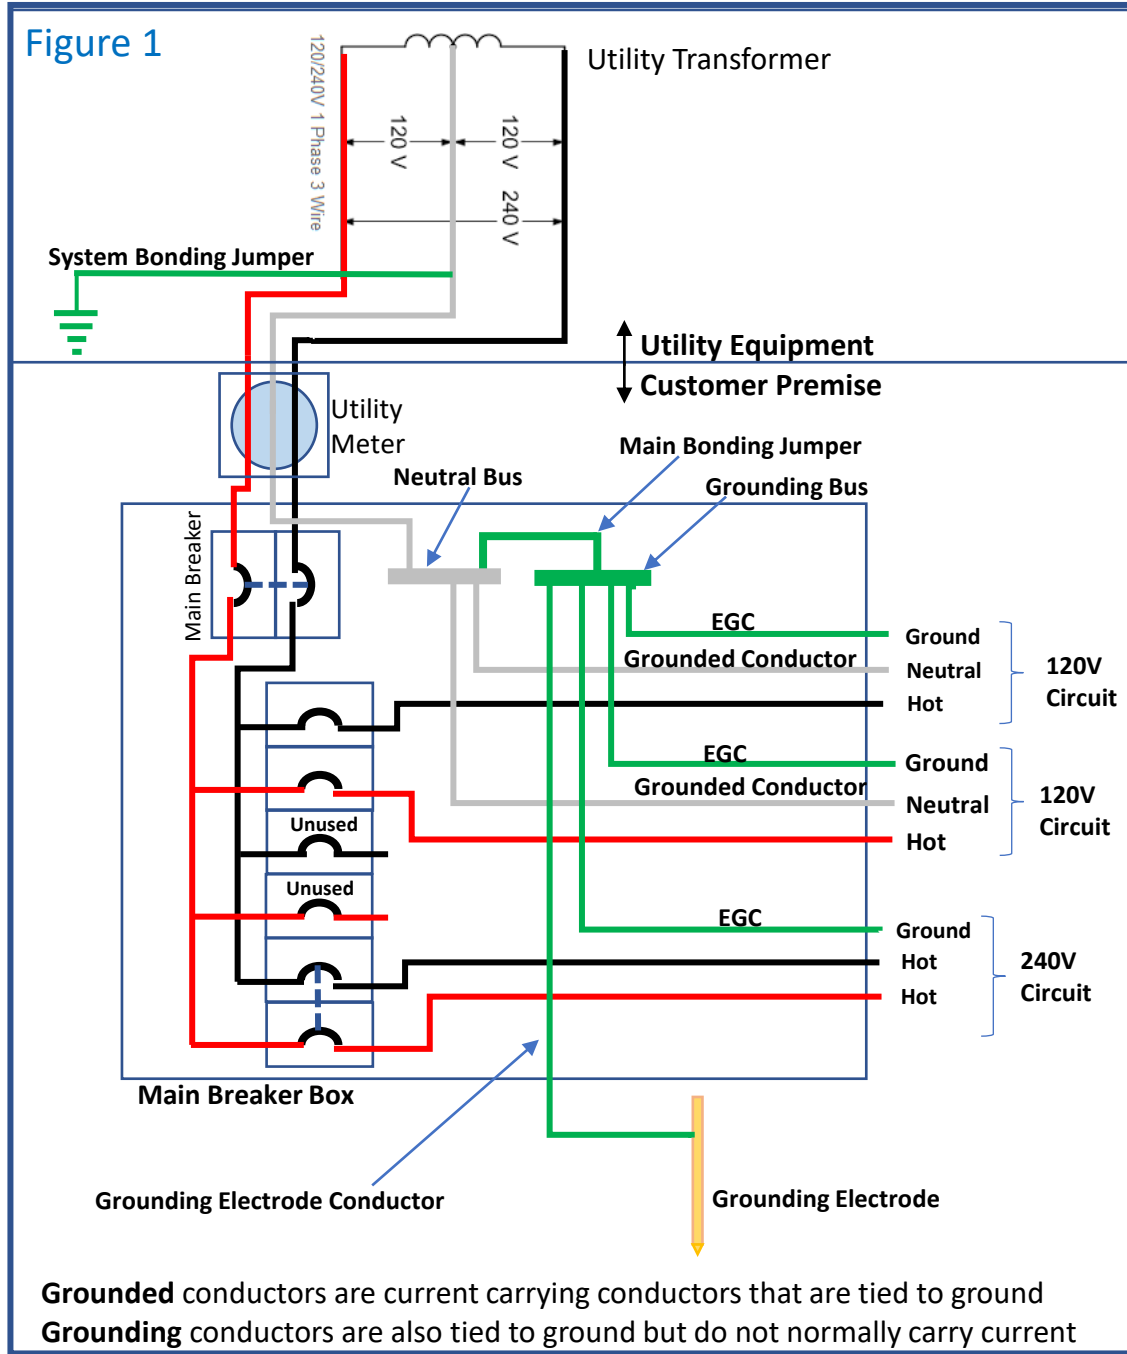 Figure 1
Utility Transformer
120/240V 1 Phase 3 Wire
120 V
120 V
240 V
System Bonding Jumper
Utility Equipment
Customer Premise
Utility
Meter
Main Bonding Jumper
Neutral Bus
Grounding Bus
Main Breaker
EGC
Ground
Grounded Conductor
Neutral
Hot
120V
Circuit
EGC
Ground
Grounded Conductor
Neutral
Hot
120V
Circuit
Unused
Unused
EGC
Ground
Hot
Hot
240V
Circuit
Main Breaker Box
Grounding Electrode Conductor
Grounding Electrode
Grounded conductors are current carrying conductors that are tied to ground
Grounding conductors are also tied to ground but do not normally carry current